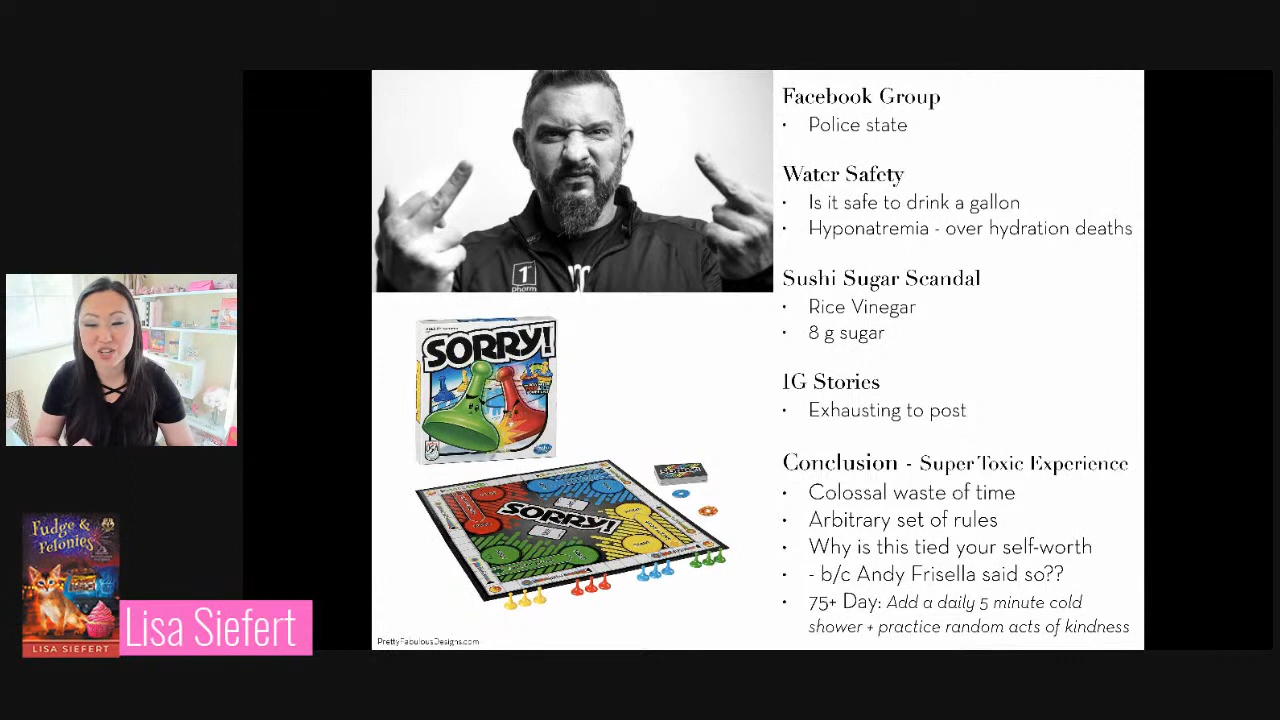 Facebook Group
• Police state
Water Safety
• Is it safe to drink a gallon
• Hyponatremia - over hydration deaths
Sushi Sugar Scandal
• Rice Vinegar
• 8 g sugar
IG Stories
• Exhausting to post
Conclusion - Super Toxic Experience
• Colossal waste of time
• Arbitrary set of rules
• Why is this tied your self-worth
• - b/c Andy Frisella said so??
• 75+ Day: Add a daily 5 minute cold
shower + practice random acts of kindness
1st
phorm
SORRY!
SORRY!
PrettyFabulousDesigns.com
Fudge &
Felonies
LISA SIEFERT
Lisa Siefert